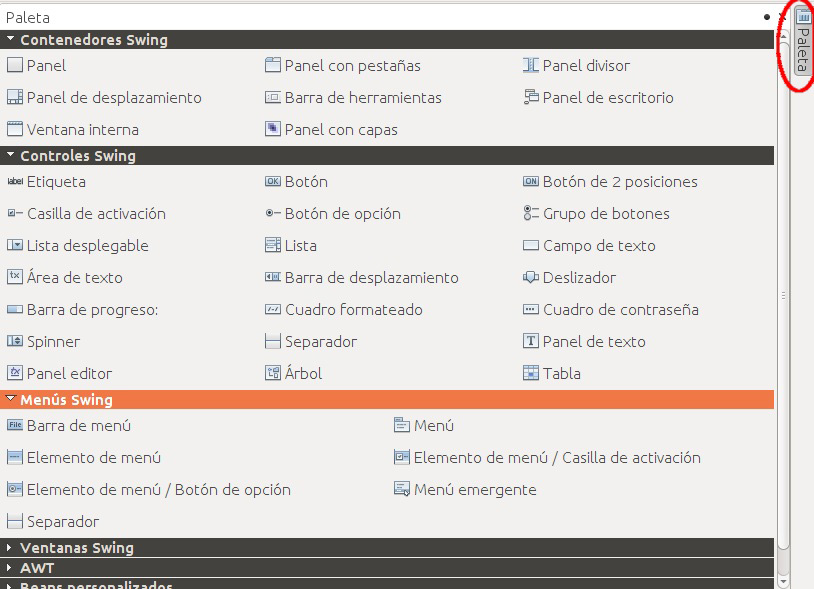 Paleta
Paleta
Contenedores Swing
Panel Panel con pestañas Panel divisor
Panel de desplazamiento Barra de herramientas Panel de escritorio
Ventana interna Panel con capas
Controles Swing
label Etiqueta OK Botón ON Botón de 2 posiciones
Casilla de activación Botón de opción Grupo de botones
Lista desplegable Lista Campo de texto
tx Área de texto Barra de desplazamiento Deslizador
Barra de progreso: Cuadro formateado Cuadro de contraseña
Spinner Separador T Panel de texto
Panel editor Árbol Tabla
Menús Swing
File Barra de menú Menú
Elemento de menú Elemento de menú / Casilla de activación
Elemento de menú / Botón de opción Menú emergente
Separador
Ventanas Swing
AWT
Beans personalizados